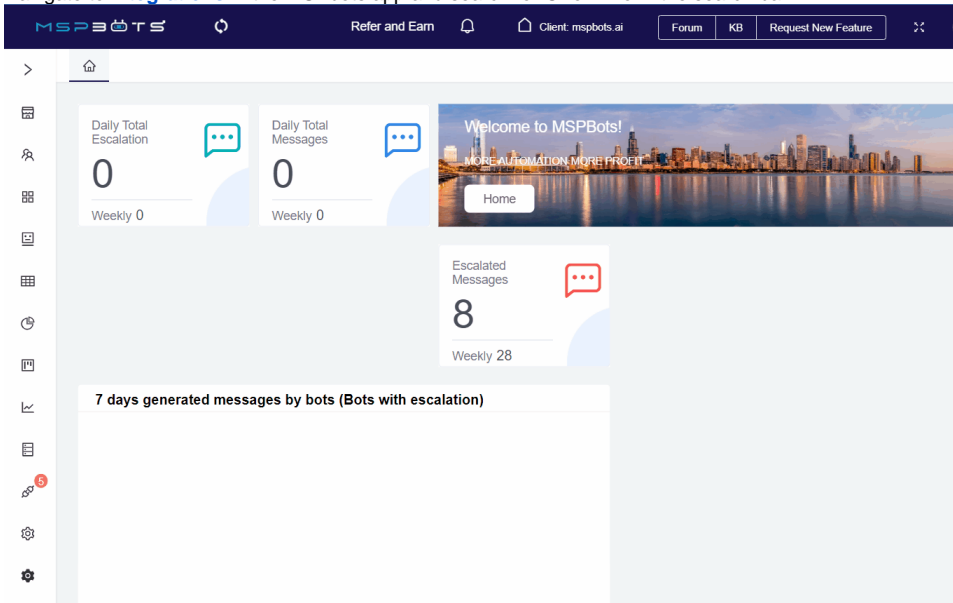 MSPBOTS
Refer and Earn
Client: mspbots.ai
Forum
KB
Request New Feature
Daily Total
Escalation
0
Weekly 0
Daily Total
Messages
0
Weekly 0
Welcome to MSPBots!
MORE AUTOMATION MORE PROFIT
Home
Escalated
Messages
8
Weekly 28
7 days generated messages by bots (Bots with escalation)
5